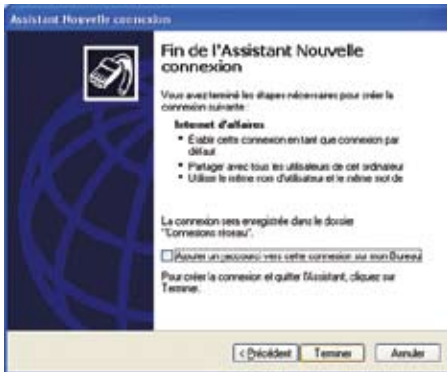 Assistant Nouvelle connexion
Fin de l'Assistant Nouvelle
connexion
Vous avez terminé les étapes nécessaires pour créer la
connexion suivante :
Internet d'affaires
• Établir cette connexion en tant que connexion par
défaut
• Partager avec tous les utilisateurs de cet ordinateur
• Utiliser le même nom d'utilisateur et le même mot de
La connexion sera enregistrée dans le dossier
"Connexions réseau".
Ajouter un raccourci vers cette connexion sur mon Bureau
Pour créer la connexion et quitter l'Assistant, cliquez sur
Terminer.
< Précédent
Terminer
Annuler